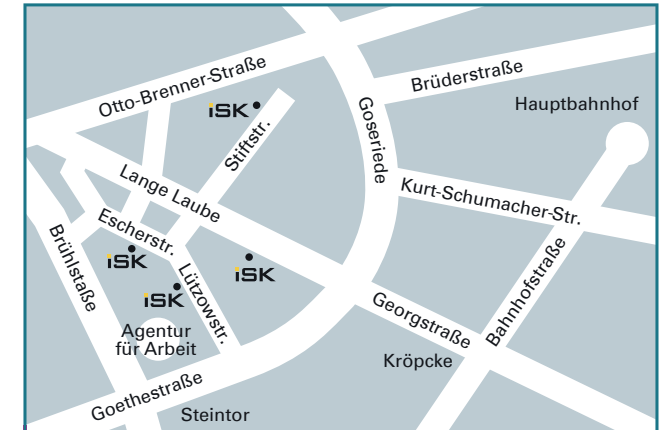 Otto-Brenner-Straße
Brüderstraße
Hauptbahnhof
iSK
Stiftstr.
Goseriede
Lange Laube
Kurt-Schumacher-Str.
Escherstr.
Brühlstaße
iSK
iSK
Lützowstr.
iSK
Bahnhofstraße
Georgstraße
Agentur
für Arbeit
Kröpcke
Goethestraße
Steintor